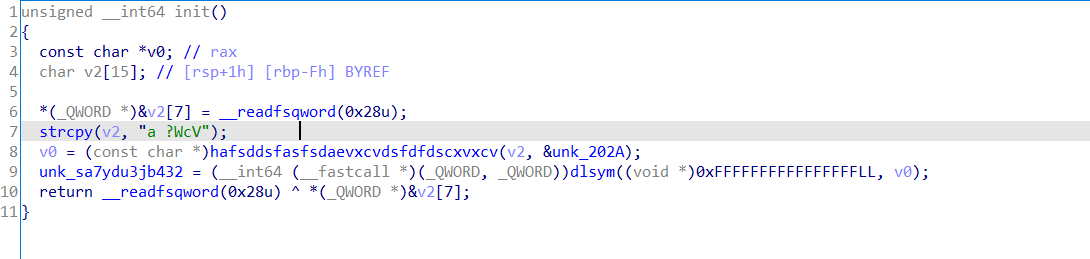 1 unsigned __int64 init()
2 {
3 const char *v0; // rax
4 char v2[15]; // [rsp+1h] [rbp-Fh] BYREF
5
6 *(_QWORD *)&v2[7] = __readfsqword(0x28u);
7 strcpy(v2, "a ?WcV");
8 v0 = (const char *)hafsddsfasfsdaevxcvdsfdfdscxvxcv(v2, &unk_202A);
9 unk_sa7ydu3jb432 = (__int64 (__fastcall *)(_QWORD, _QWORD))dlsym((void *)0xFFFFFFFFFFFFFFFFLL, v0);
10 return __readfsqword(0x28u) ^ *(_QWORD *)&v2[7];
11 }